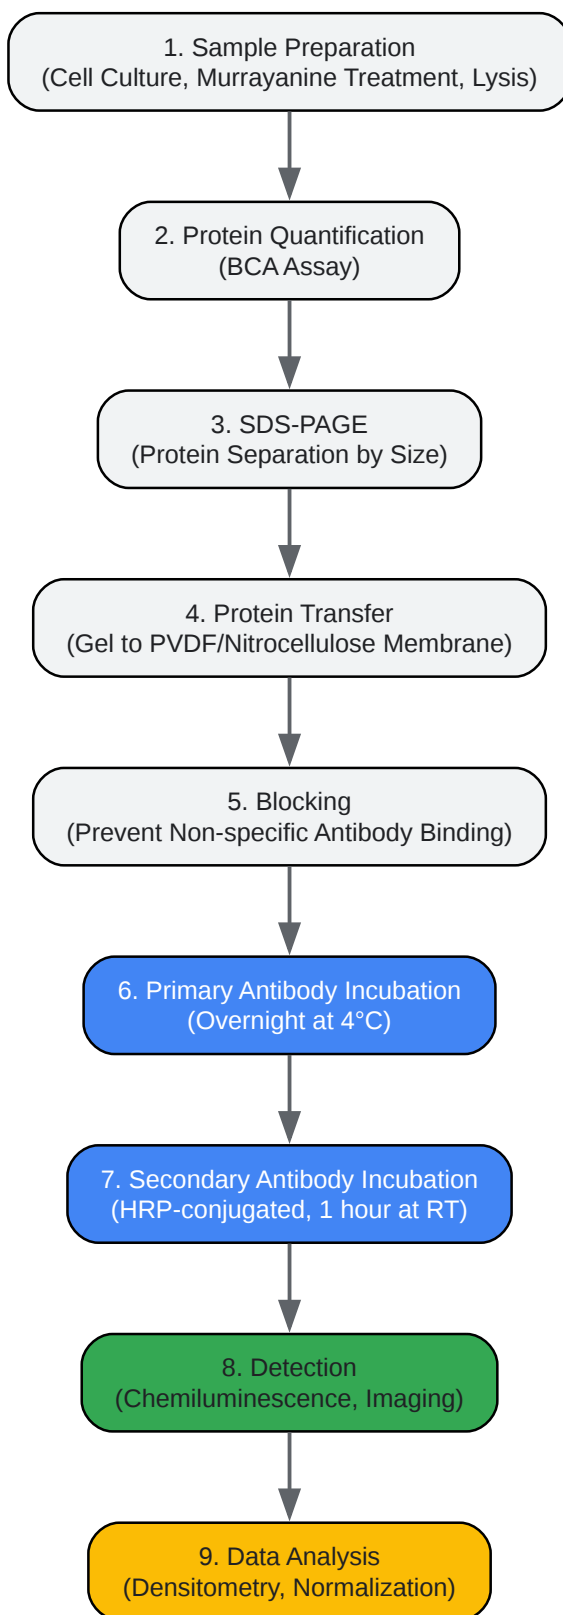 1. Sample Preparation
(Cell Culture, Murrayanine Treatment, Lysis)
2. Protein Quantification
(BCA Assay)
3. SDS-PAGE
(Protein Separation by Size)
4. Protein Transfer
(Gel to PVDF/Nitrocellulose Membrane)
5. Blocking
(Prevent Non-specific Antibody Binding)
6. Primary Antibody Incubation
(Overnight at 4°C)
7. Secondary Antibody Incubation
(HRP-conjugated, 1 hour at RT)
8. Detection
(Chemiluminescence, Imaging)
9. Data Analysis
(Densitometry, Normalization)